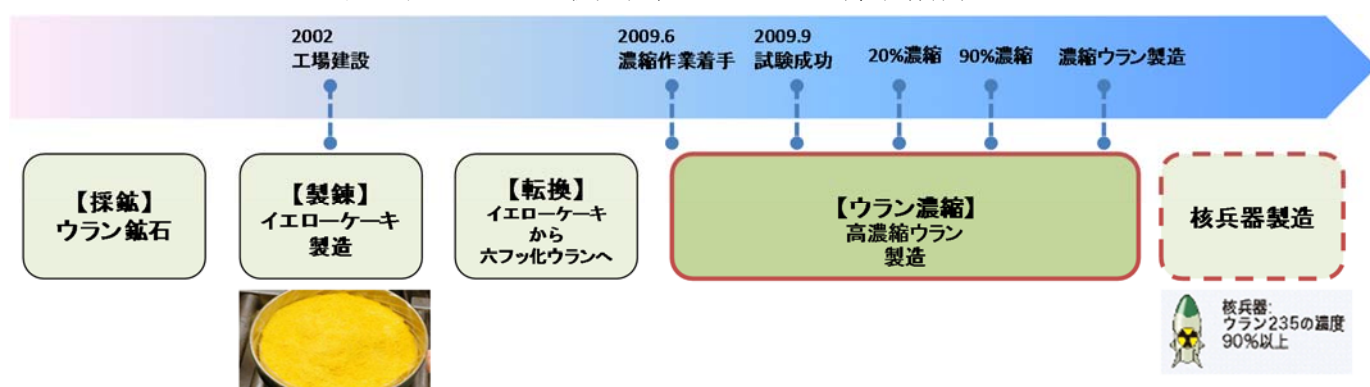 2002
工場建設
2009.6
濃縮作業着手
2009.9
試験成功
20%濃縮
90%濃縮
濃縮ウラン製造
【採鉱】
ウラン鉱石
【製錬】
イエローケーキ
製造
【転換】
イエローケーキ
から
六フッ化ウランへ
【ウラン濃縮】
高濃縮ウラン
製造
核兵器製造
核兵器:
ウラン235の濃度
90%以上